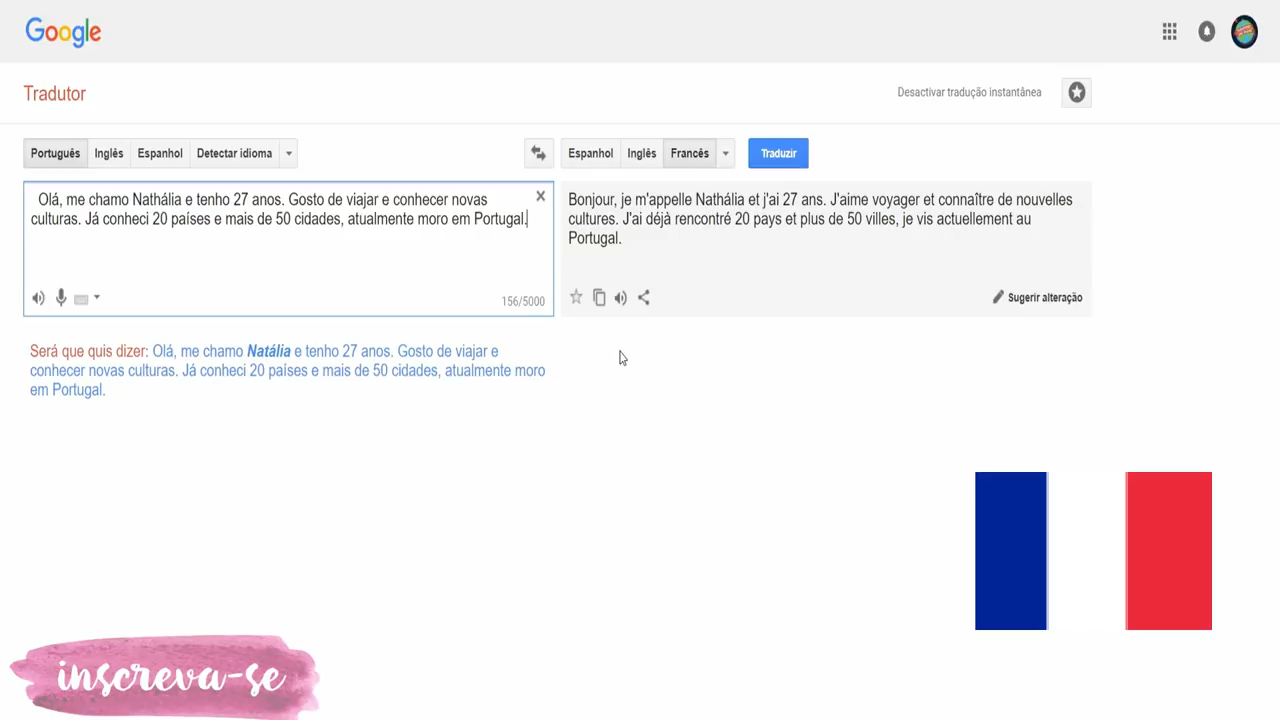 Google
Tradutor
Desactivar tradução instantânea
Português Inglês Espanhol Detectar idioma
Espanhol Inglês Francês Traduzir
Olá, me chamo Nathália e tenho 27 anos. Gosto de viajar e conhecer novas
culturas. Já conheci 20 países e mais de 50 cidades, atualmente moro em Portugal.
156/5000
Bonjour, je m'appelle Nathália et j'ai 27 ans. J'aime voyager et connaître de nouvelles
cultures. J'ai déjà rencontré 20 pays et plus de 50 villes, je vis actuellement au
Portugal.
Sugerir alteração
Será que quis dizer: Olá, me chamo Natália e tenho 27 anos. Gosto de viajar e
conhecer novas culturas. Já conheci 20 países e mais de 50 cidades, atualmente moro
em Portugal.
inscreva-se